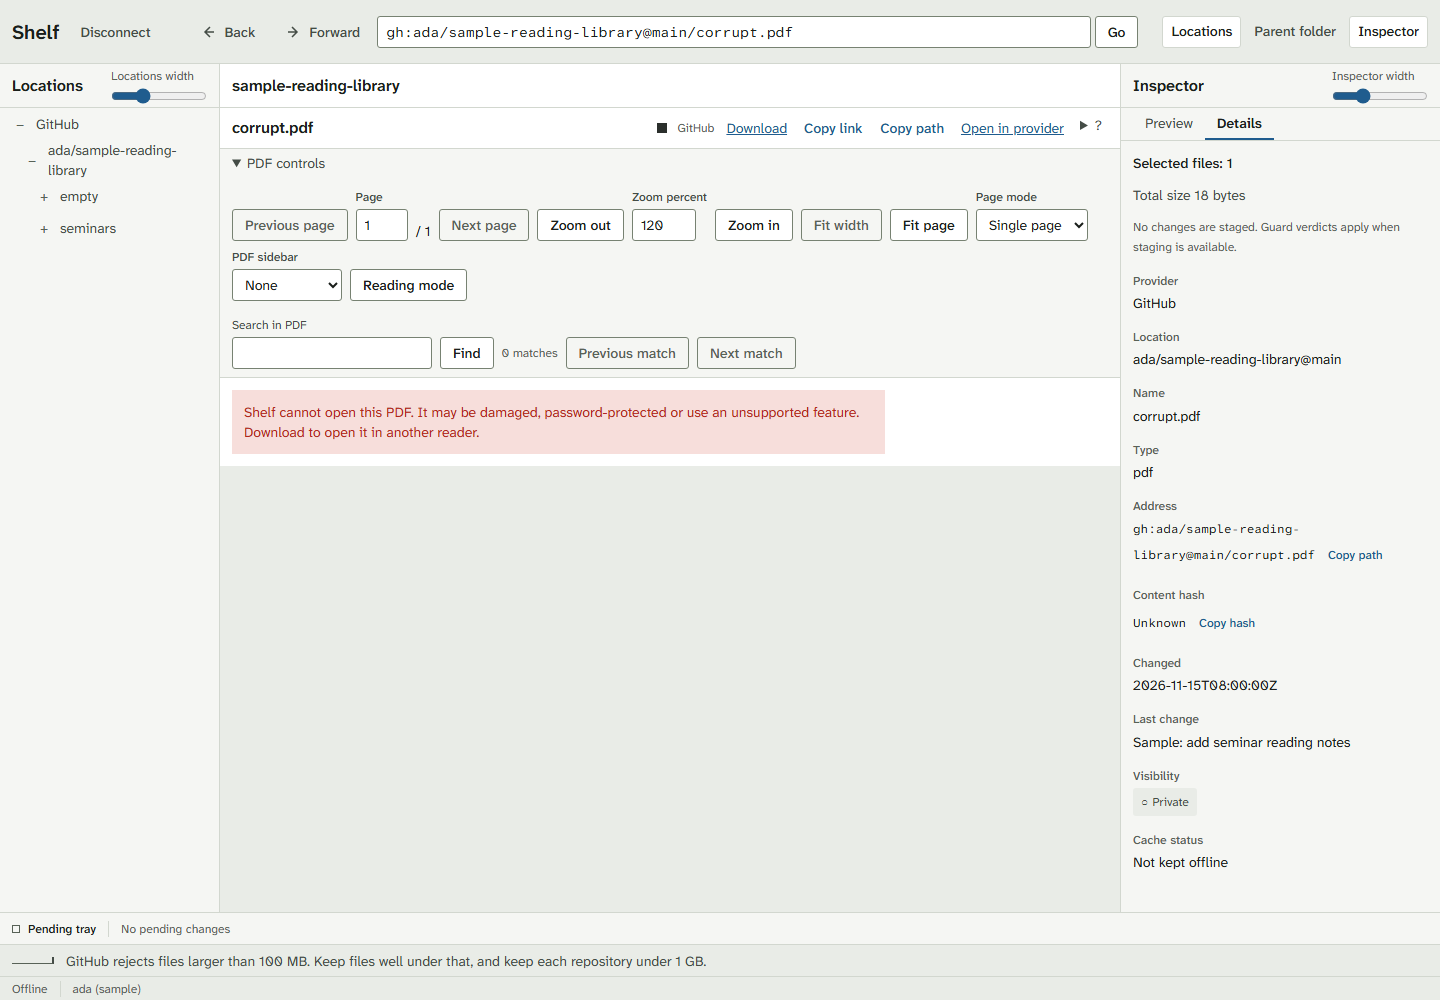 Shelf
Disconnect
Back
Forward
gh:ada/sample-reading-library@main/corrupt.pdf
Go
Locations
Parent folder
Inspector
Locations
Locations width
– GitHub
– ada/sample-reading-
library
+ empty
+ seminars
sample-reading-library
corrupt.pdf
GitHub
Download
Copy link
Copy path
Open in provider
?
PDF controls
Previous page
Page
1
/ 1
Next page
Zoom out
Zoom percent
120
Zoom in
Fit width
Fit page
Page mode
Single page
PDF sidebar
None
Reading mode
Search in PDF
Find
0 matches
Previous match
Next match
Shelf cannot open this PDF. It may be damaged, password-protected or use an unsupported feature.
Download to open it in another reader.
Inspector
Inspector width
Preview
Details
Selected files: 1
Total size 18 bytes
No changes are staged. Guard verdicts apply when
staging is available.
Provider
GitHub
Location
ada/sample-reading-library@main
Name
corrupt.pdf
Type
pdf
Address
gh:ada/sample-reading-
library@main/corrupt.pdf
Copy path
Content hash
Unknown
Copy hash
Changed
2026-11-15T08:00:00Z
Last change
Sample: add seminar reading notes
Visibility
Private
Cache status
Not kept offline
Pending tray
No pending changes
GitHub rejects files larger than 100 MB. Keep files well under that, and keep each repository under 1 GB.
Offline
ada (sample)